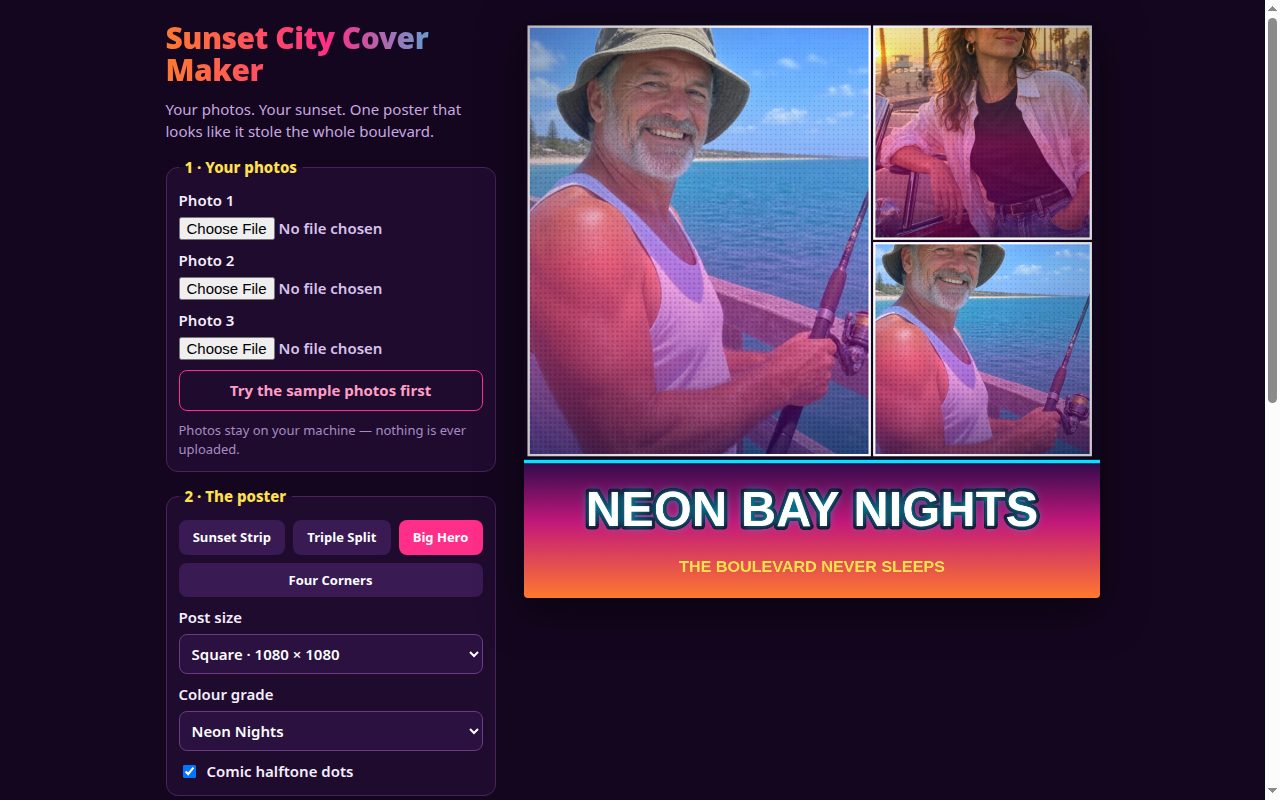 Sunset City Cover
Maker
Your photos. Your sunset. One poster that
looks like it stole the whole boulevard.
1 · Your photos
Photo 1
Choose File No file chosen
Photo 2
Choose File No file chosen
Photo 3
Choose File No file chosen
Try the sample photos first
Photos stay on your machine — nothing is ever
uploaded.
2 · The poster
Sunset Strip Triple Split Big Hero
Four Corners
Post size
Square · 1080 × 1080
Colour grade
Neon Nights
Comic halftone dots
NEON BAY NIGHTS
THE BOULEVARD NEVER SLEEPS